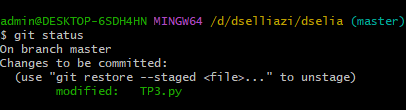 admin@DESKTOP-6SDH4HN MINGW64 /d/dselliazi/dselia (master)
$ git status
On branch master
Changes to be committed:
  (use "git restore --staged <file>..." to unstage)
        modified:   TP3.py